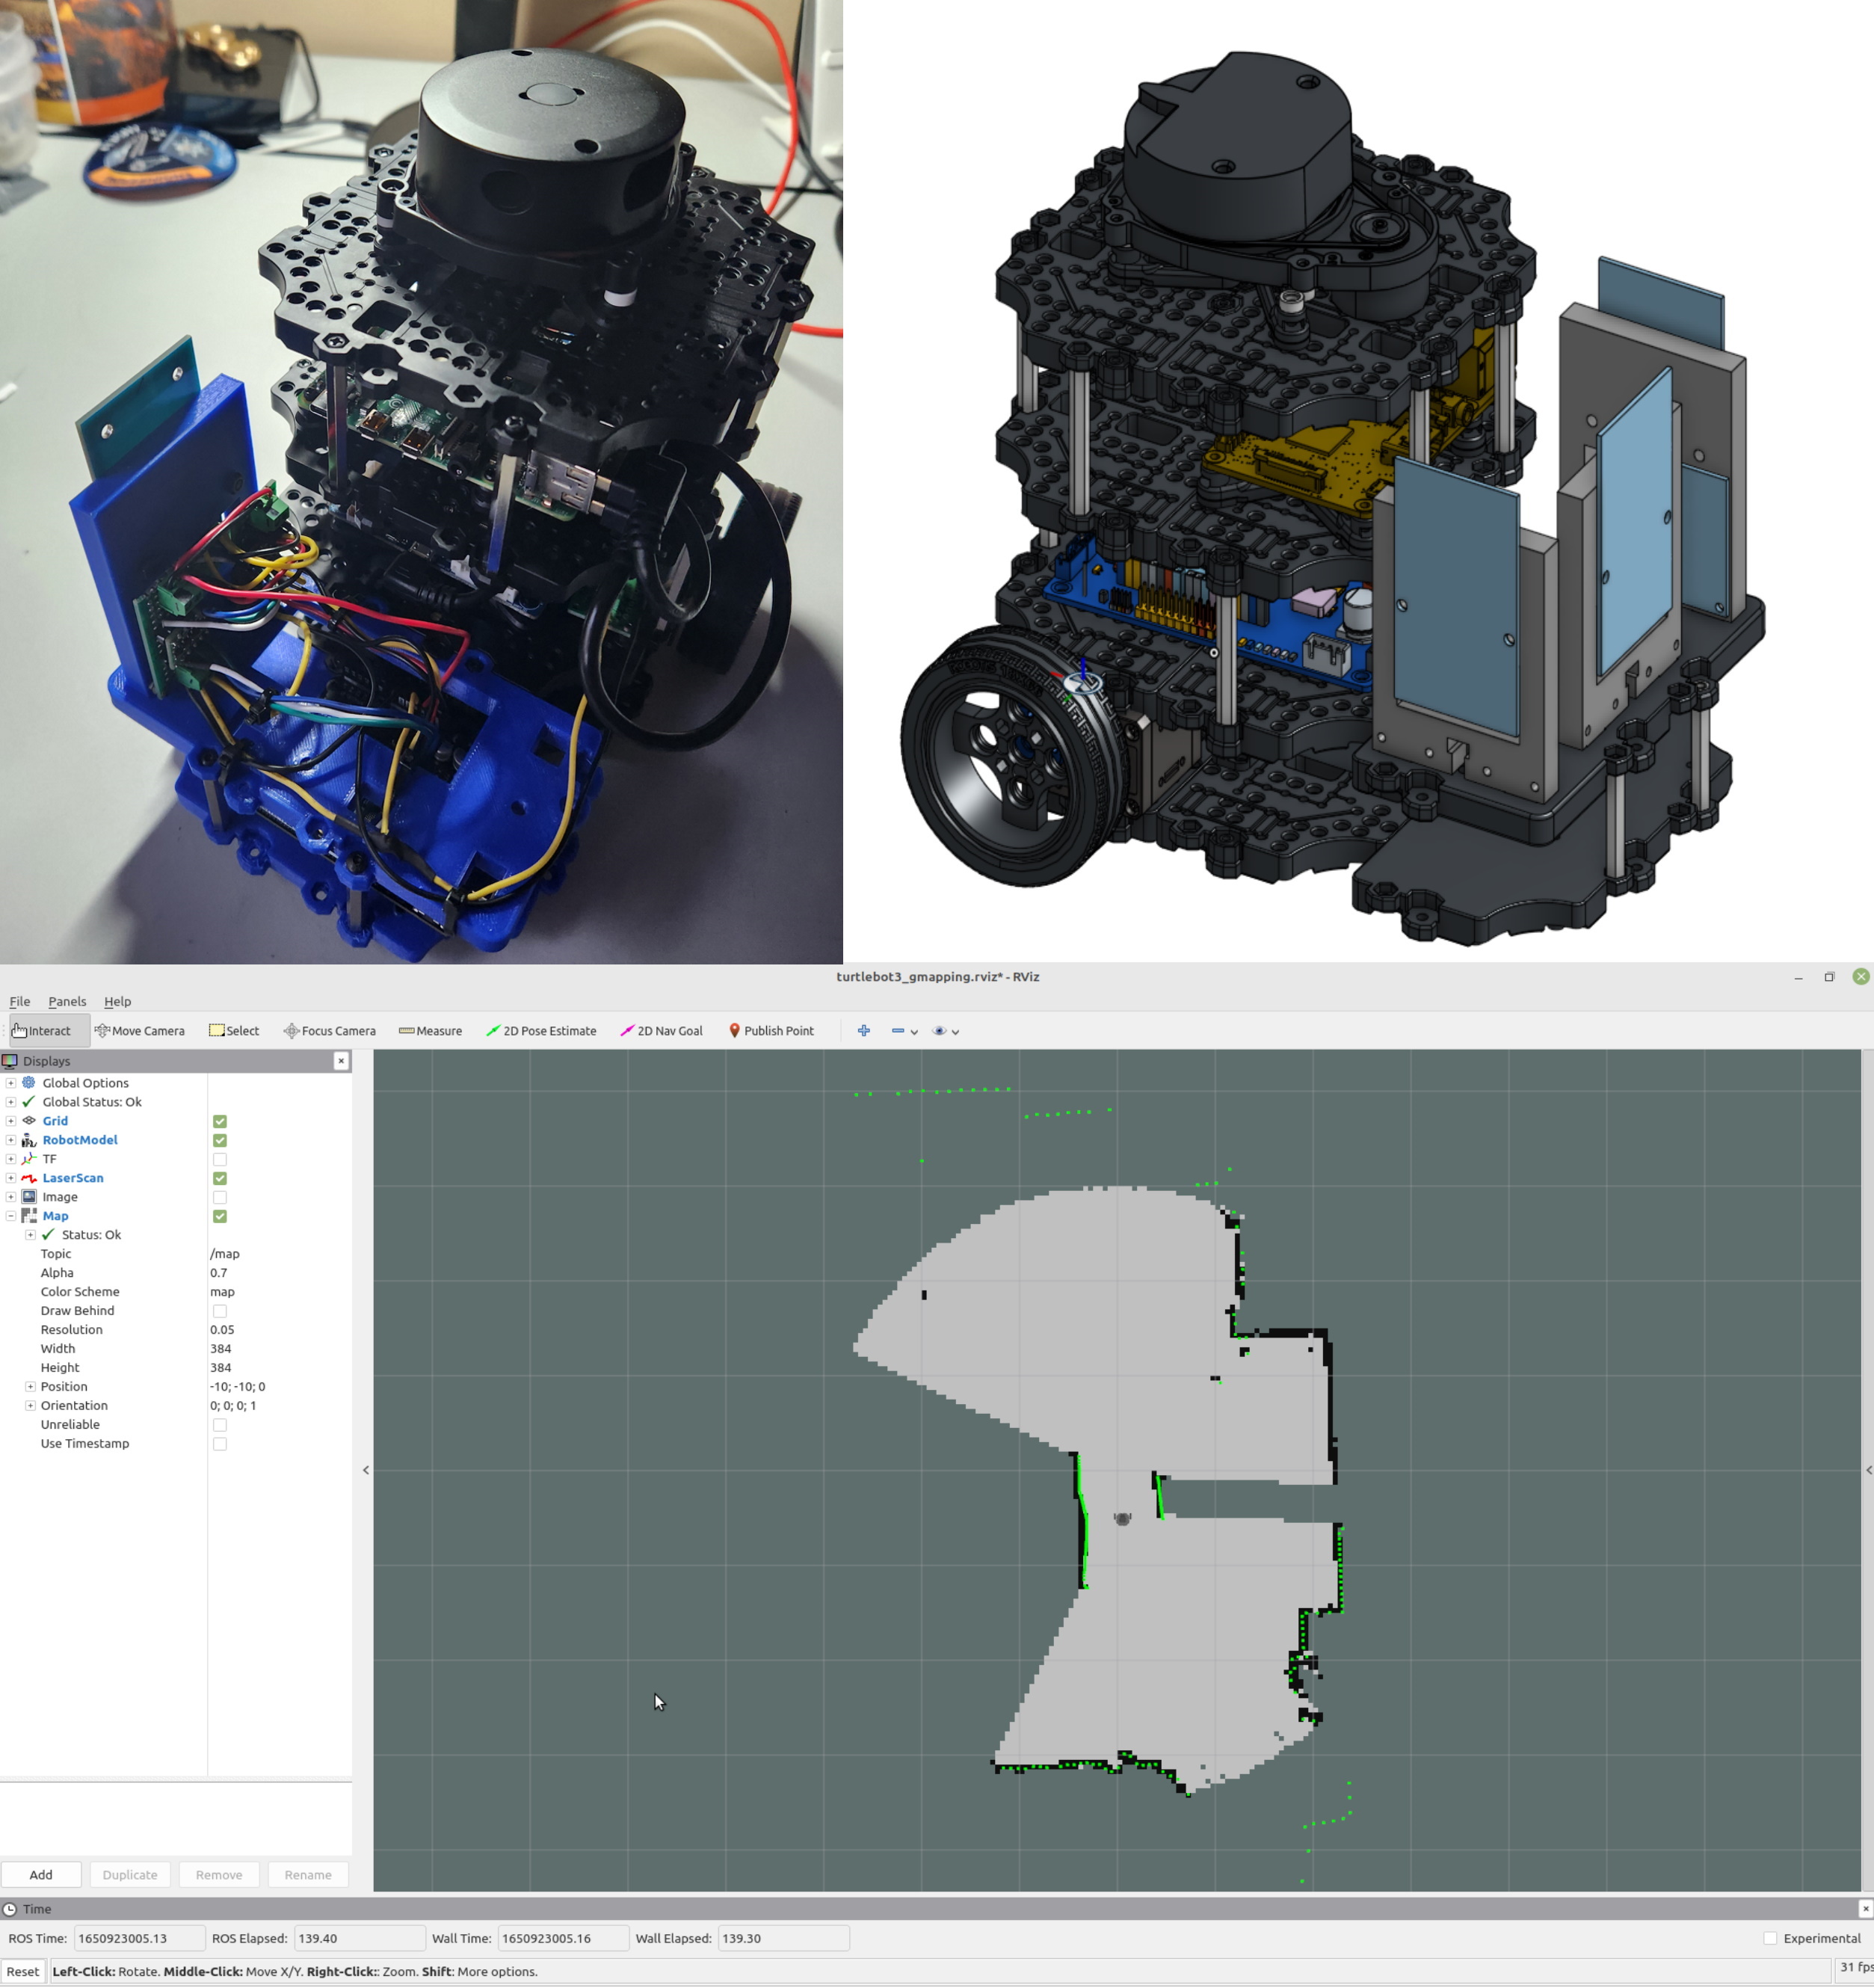 turtlebot3_gmapping.rviz* - RViz
File Panels Help
Interact Move Camera Select Focus Camera Measure 2D Pose Estimate 2D Nav Goal Publish Point
Displays
Global Options
Global Status: Ok
Grid
RobotModel
TF
LaserScan
Image
Map
Status: Ok
Topic /map
Alpha 0.7
Color Scheme map
Draw Behind
Resolution 0.05
Width 384
Height 384
Position -10; -10; 0
Orientation 0; 0; 0; 1
Unreliable
Use Timestamp
Add Duplicate Remove Rename
Time
ROS Time: 1650923005.13 ROS Elapsed: 139.40 Wall Time: 1650923005.16 Wall Elapsed: 139.30 Experimental
Reset Left-Click: Rotate. Middle-Click: Move X/Y. Right-Click:: Zoom. Shift: More options. 31 fps